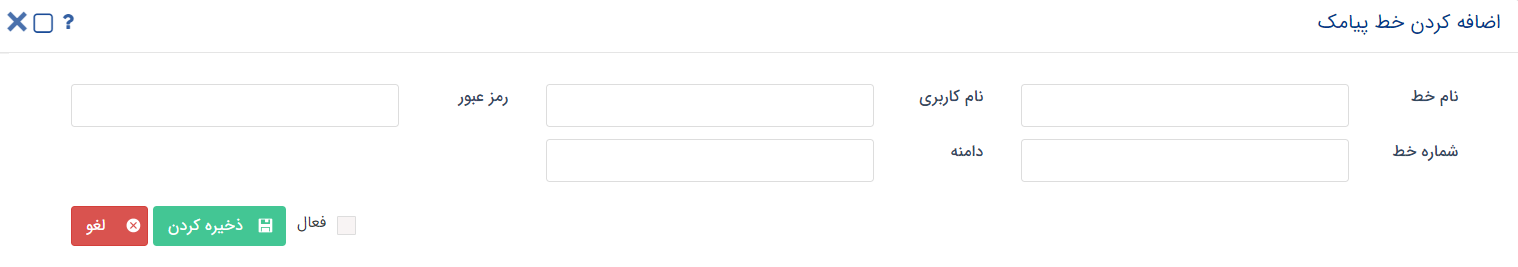 اضافه کردن خط پیامک ?
نام خط نام کاربری رمز عبور
شماره خط دامنه
فعال ذخیره کردن لغو